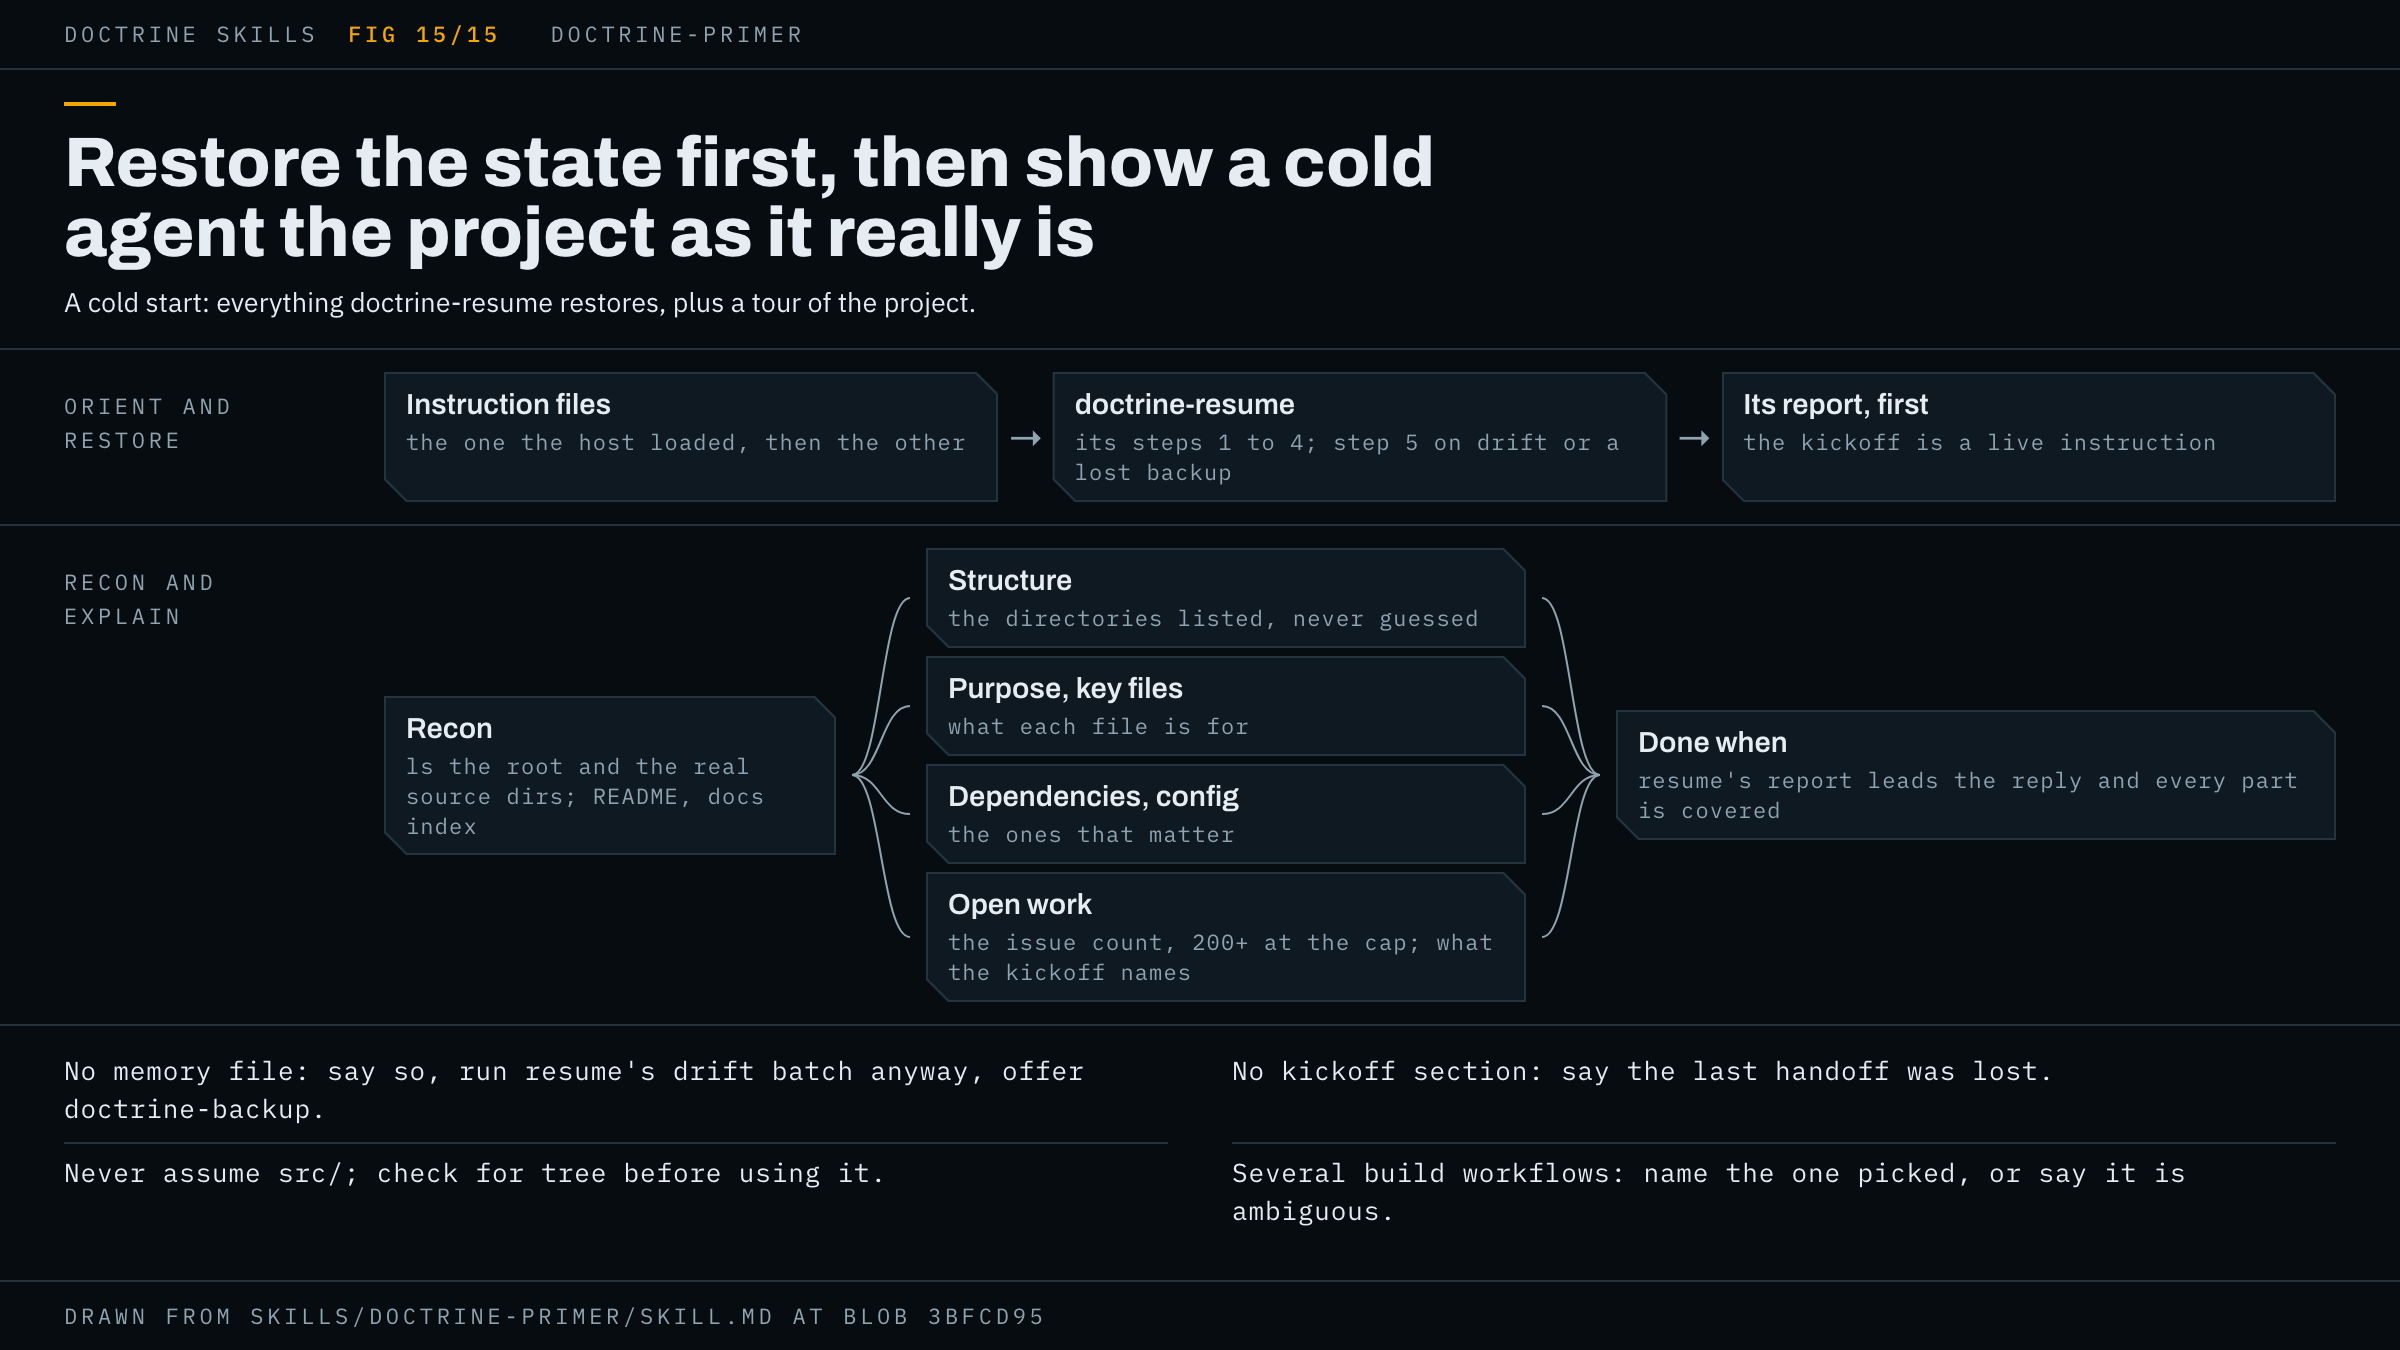 DOCTRINE SKILLS FIG 15/15 DOCTRINE-PRIMER
Restore the state first, then show a cold
agent the project as it really is
A cold start: everything doctrine-resume restores, plus a tour of the project.
ORIENT AND
RESTORE
Instruction files
the one the host loaded, then the other
doctrine-resume
its steps 1 to 4; step 5 on drift or a
lost backup
Its report, first
the kickoff is a live instruction
RECON AND
EXPLAIN
Recon
ls the root and the real
source dirs; README, docs
index
Structure
the directories listed, never guessed
Purpose, key files
what each file is for
Dependencies, config
the ones that matter
Open work
the issue count, 200+ at the cap; what
the kickoff names
Done when
resume's report leads the reply and every part
is covered
No memory file: say so, run resume's drift batch anyway, offer
doctrine-backup.
No kickoff section: say the last handoff was lost.
Never assume src/; check for tree before using it.
Several build workflows: name the one picked, or say it is
ambiguous.
DRAWN FROM SKILLS/DOCTRINE-PRIMER/SKILL.MD AT BLOB 3BFCD95